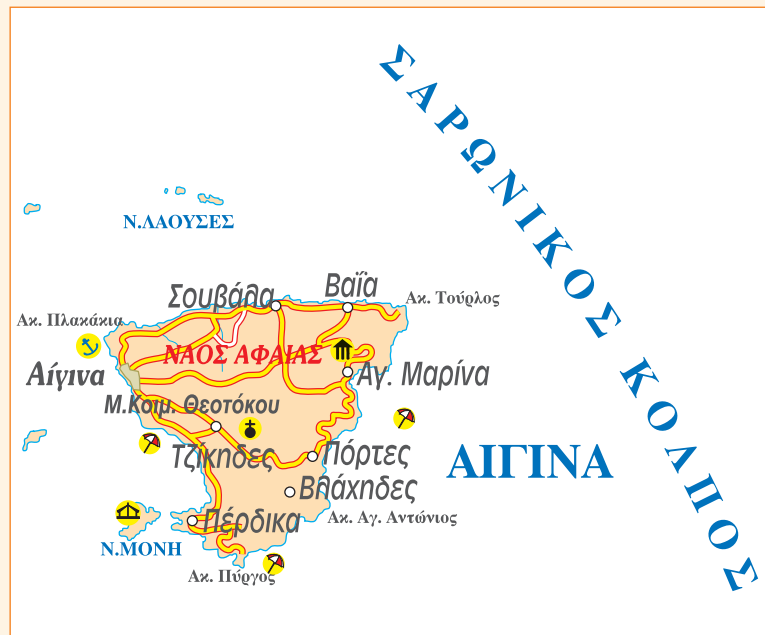 ΣΑΡΩΝΙΚΟΣ ΚΟΛΠΟΣ
Ν.ΛΑΟΥΣΕΣ
Σουβάλα
Βαΐα
Ακ. Τούρλος
Ακ. Πλακάκια
ΝΑΟΣ ΑΦΑΙΑΣ
Αίγινα
Αγ. Μαρίνα
Μ.Κοιμ. Θεοτόκου
Τζίκηδες
Πόρτες
ΑΙΓΙΝΑ
Βλάχηδες
Πέρδικα
Ακ. Αγ. Αντώνιος
Ν.ΜΟΝΗ
Ακ. Πύργος